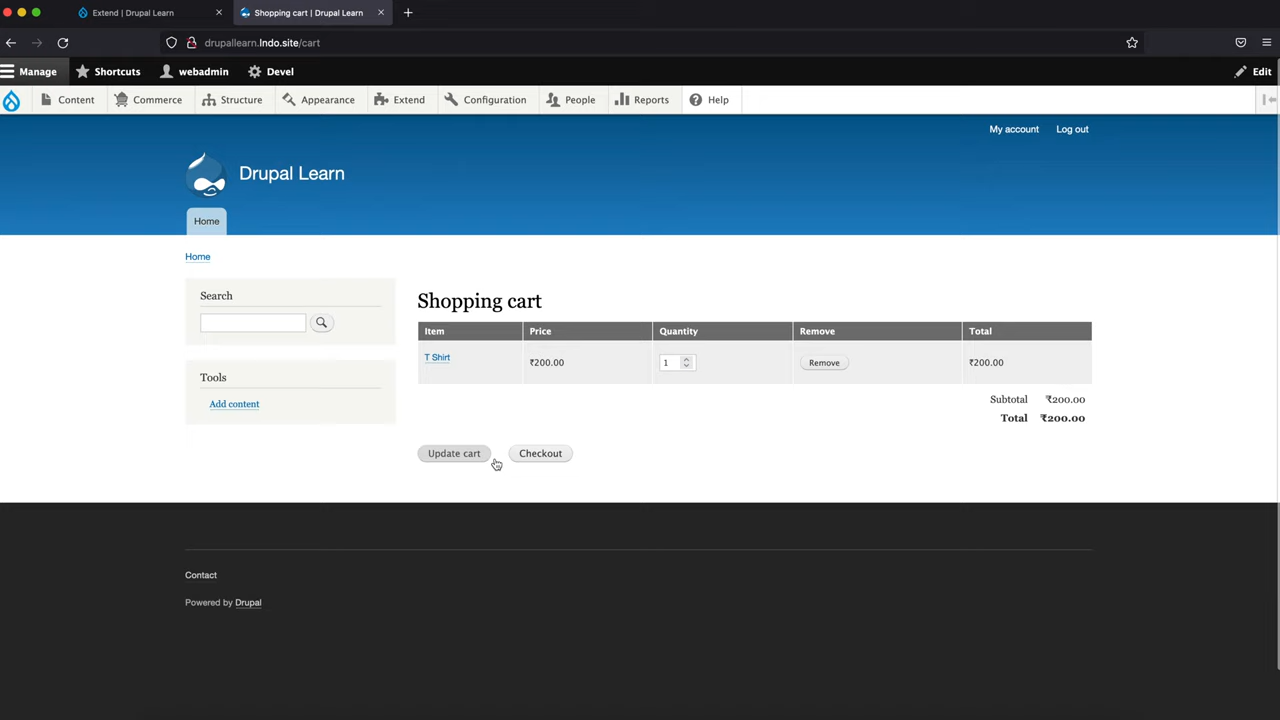 Extend | Drupal Learn
Shopping cart | Drupal Learn
drupallearn.lndo.site/cart
Manage Shortcuts webadmin Devel Edit
Content Commerce Structure Appearance Extend Configuration People Reports Help
My account Log out
Drupal Learn
Home
Home
Search
Tools
Add content
Shopping cart
Item Price Quantity Remove Total
T Shirt ₹200.00 1 Remove ₹200.00
Subtotal ₹200.00
Total ₹200.00
Update cart Checkout
Contact
Powered by Drupal